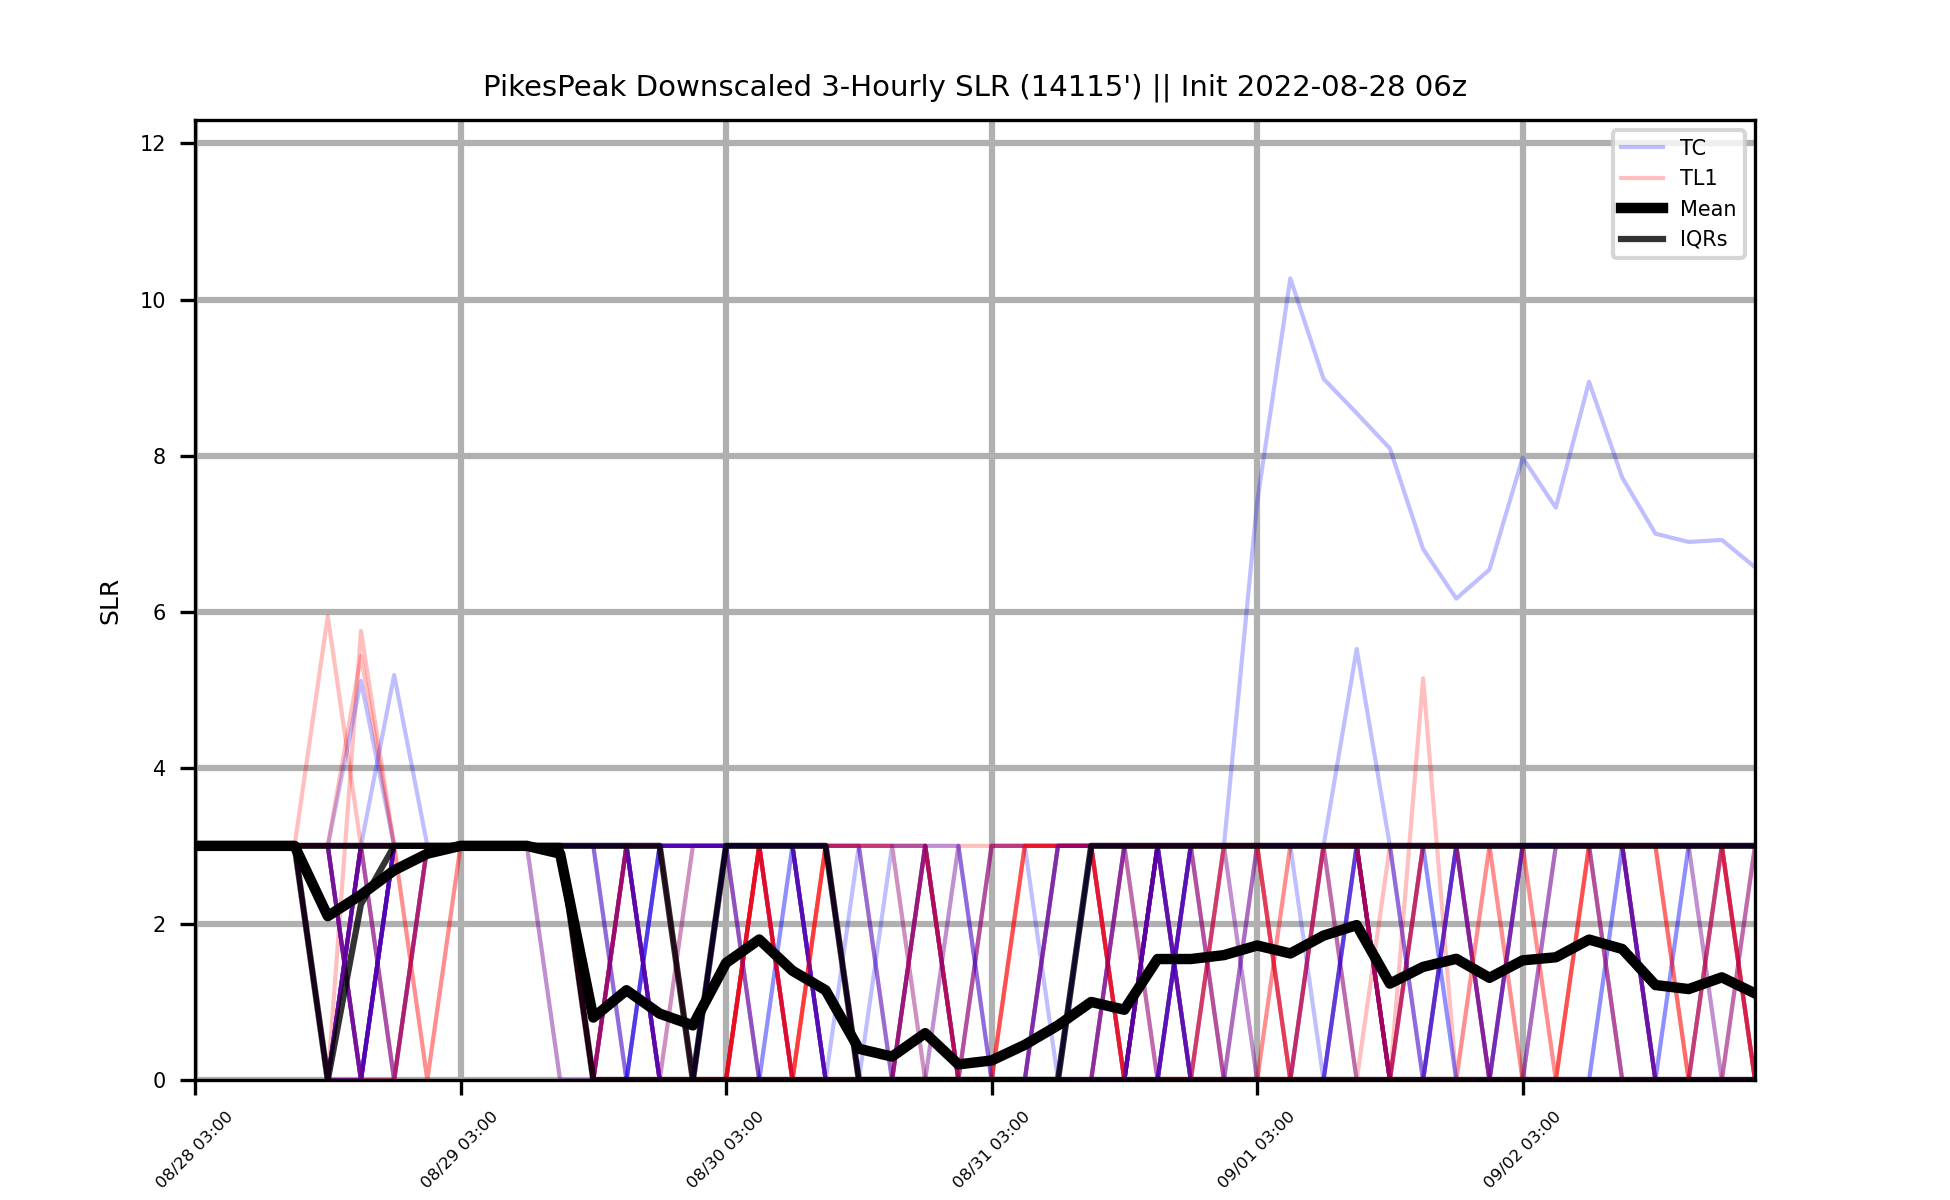 PikesPeak Downscaled 3-Hourly SLR (14115') || Init 2022-08-28 06z
12
10
8
6
4
2
0
SLR
TC
TL1
Mean
IQRs
08/28 03:00
08/29 03:00
08/30 03:00
08/31 03:00
09/01 03:00
09/02 03:00